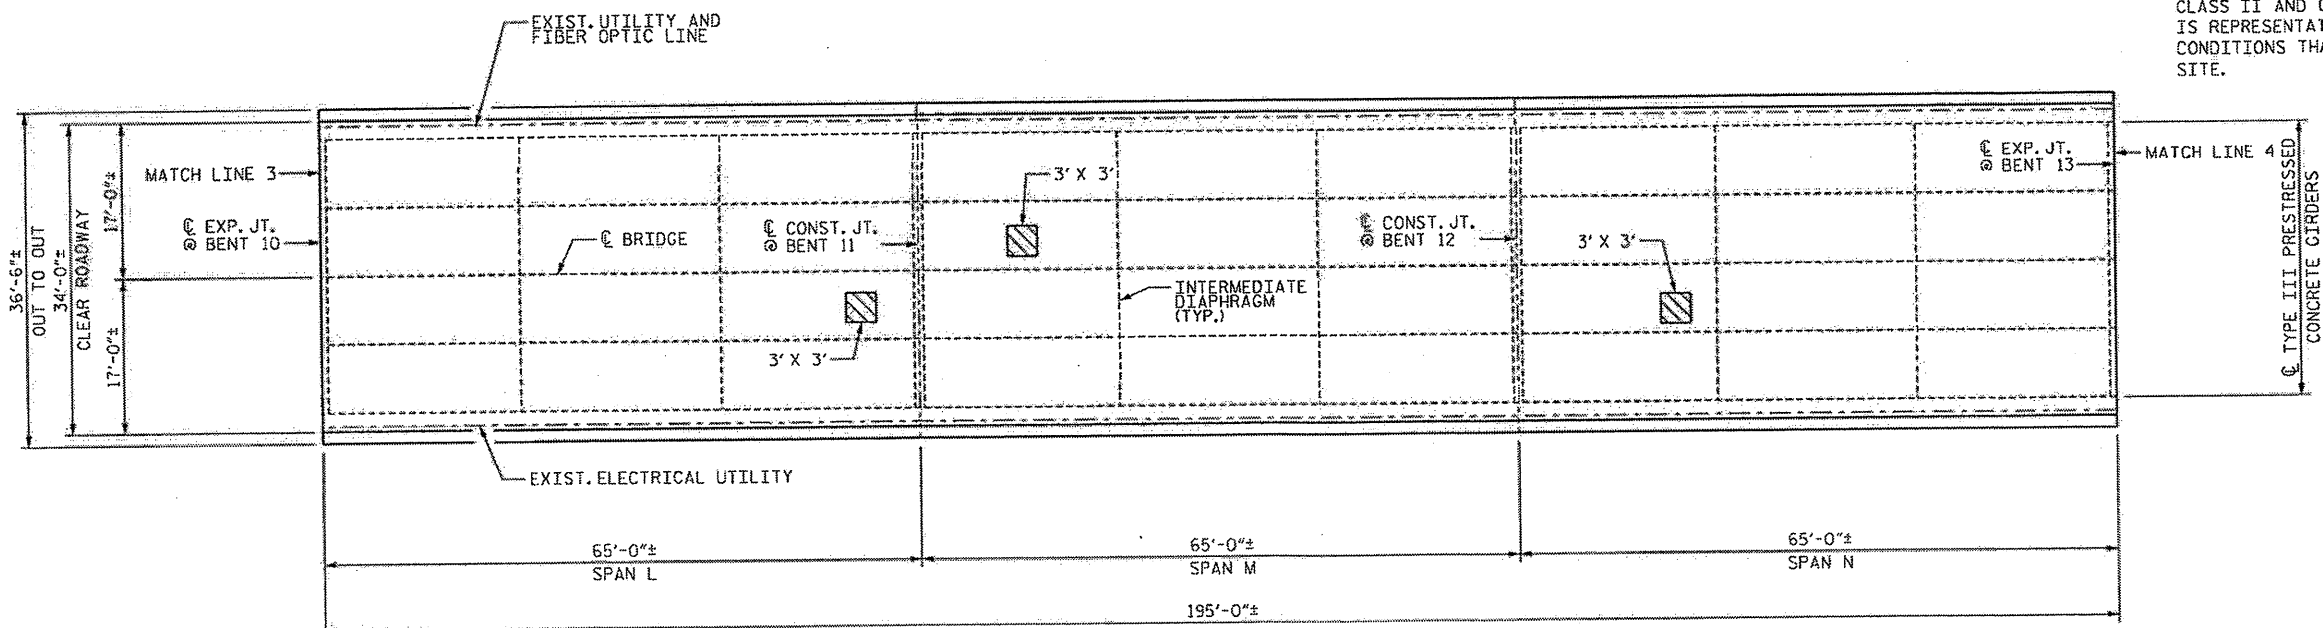 CLASS II AND
IS REPRESENTAT
CONDITIONS THA
SITE.
EXIST. UTILITY AND
FIBER OPTIC LINE
36'-6"±
OUT TO OUT
34'-0"±
CLEAR ROADWAY
17'-0"±
17'-0"±
MATCH LINE 3
℄ EXP. JT.
@ BENT 10
℄ BRIDGE
℄ CONST. JT.
@ BENT 11
3' X 3'
3' X 3'
INTERMEDIATE
DIAPHRAGM
(TYP.)
℄ CONST. JT.
@ BENT 12
3' X 3'
℄ EXP. JT.
@ BENT 13
MATCH LINE 4
℄ TYPE III PRESTRESSED
CONCRETE GIRDERS
EXIST. ELECTRICAL UTILITY
65'-0"±
SPAN L
65'-0"±
SPAN M
65'-0"±
SPAN N
195'-0"±